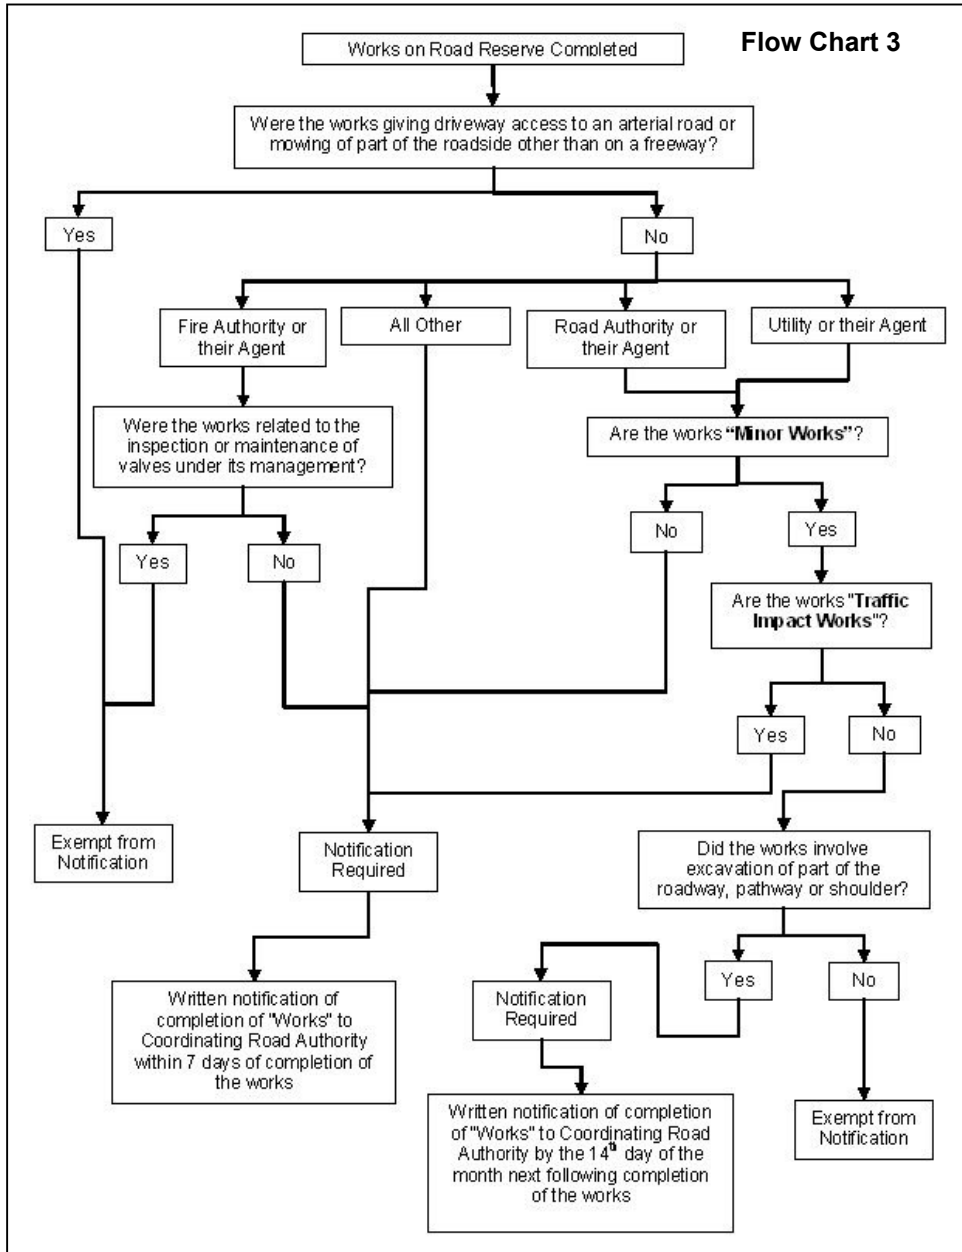 Flow Chart 3
Works on Road Reserve Completed
Were the works giving driveway access to an arterial road or
mowing of part of the roadside other than on a freeway?
Yes
No
Fire Authority or
their Agent
All Other
Road Authority or
their Agent
Utility or their Agent
Were the works related to the
inspection or maintenance of
valves under its management?
Are the works “Minor Works”?
Yes
No
No
Yes
Are the works "Traffic
Impact Works"?
Yes
No
Exempt from
Notification
Notification
Required
Did the works involve
excavation of part of the
roadway, pathway or shoulder?
Yes
No
Written notification of
completion of "Works" to
Coordinating Road Authority
within 7 days of completion of
the works
Notification
Required
Written notification of completion
of "Works" to Coordinating Road
Authority by the 14th day of the
month next following completion
of the works
Exempt from
Notification